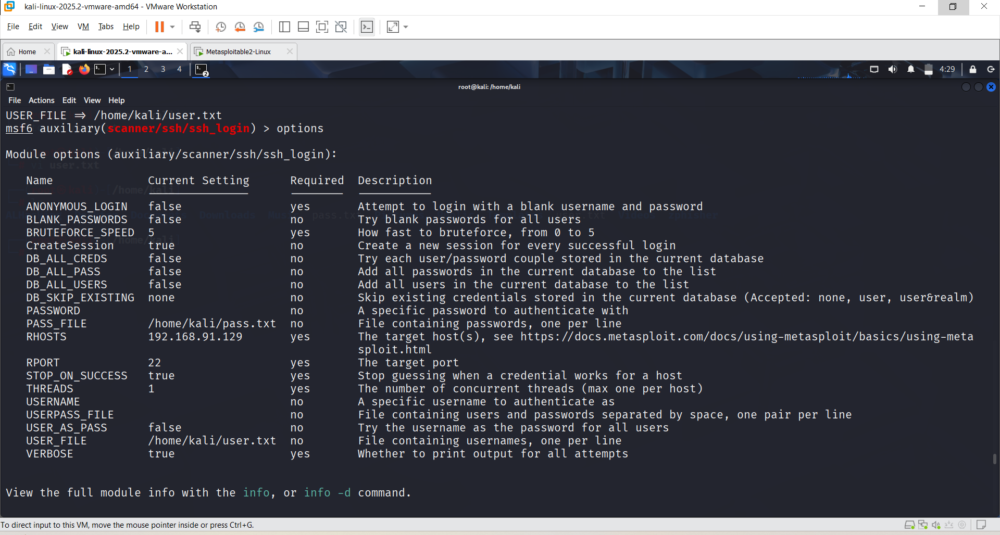 kali-linux-2025.2-vmware-amd64 - VMware Workstation
File Edit View VM Tabs Help
Home kali-linux-2025.2-vmware-a... Metasploitable2-Linux
1 2 3 4 2 4:29
root@kali: /home/kali
File Actions Edit View Help
USER_FILE => /home/kali/user.txt
msf6 auxiliary(scanner/ssh/ssh_login) > options
Module options (auxiliary/scanner/ssh/ssh_login):
Name Current Setting Required Description
ANONYMOUS_LOGIN false yes Attempt to login with a blank username and password
BLANK_PASSWORDS false no Try blank passwords for all users
BRUTEFORCE_SPEED 5 yes How fast to bruteforce, from 0 to 5
CreateSession true no Create a new session for every successful login
DB_ALL_CREDS false no Try each user/password couple stored in the current database
DB_ALL_PASS false no Add all passwords in the current database to the list
DB_ALL_USERS false no Add all users in the current database to the list
DB_SKIP_EXISTING none no Skip existing credentials stored in the current database (Accepted: none, user, user&realm)
PASSWORD no A specific password to authenticate with
PASS_FILE /home/kali/pass.txt no File containing passwords, one per line
RHOSTS 192.168.91.129 yes The target host(s), see https://docs.metasploit.com/docs/using-metasploit/basics/using-meta
sploit.html
RPORT 22 yes The target port
STOP_ON_SUCCESS true yes Stop guessing when a credential works for a host
THREADS 1 yes The number of concurrent threads (max one per host)
USERNAME no A specific username to authenticate as
USERPASS_FILE no File containing users and passwords separated by space, one pair per line
USER_AS_PASS false no Try the username as the password for all users
USER_FILE /home/kali/user.txt no File containing usernames, one per line
VERBOSE true yes Whether to print output for all attempts
View the full module info with the info, or info -d command.
To direct input to this VM, move the mouse pointer inside or press Ctrl+G.